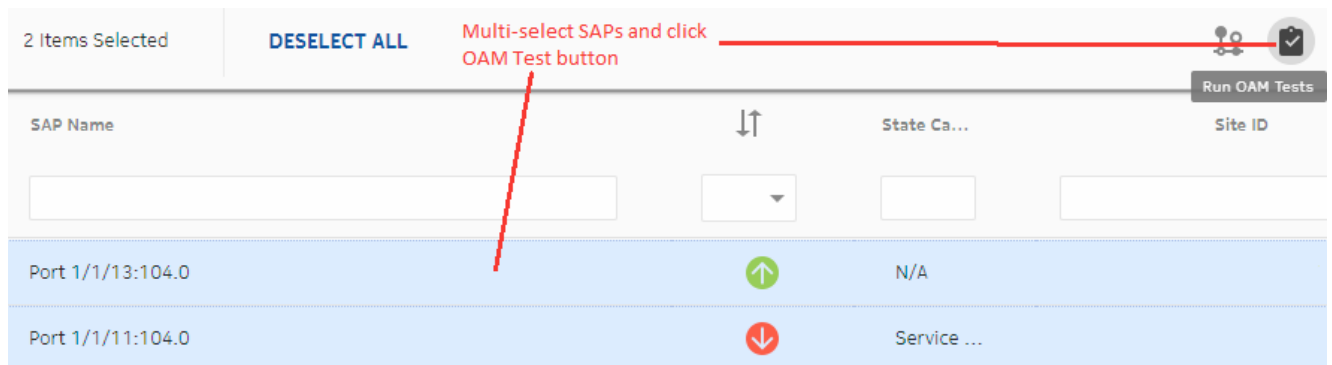 2 Items Selected
DESELECT ALL
Multi-select SAPs and click
OAM Test button
Run OAM Tests
SAP Name
State Ca...
Site ID
Port 1/1/13:104.0
N/A
Port 1/1/11:104.0
Service ...